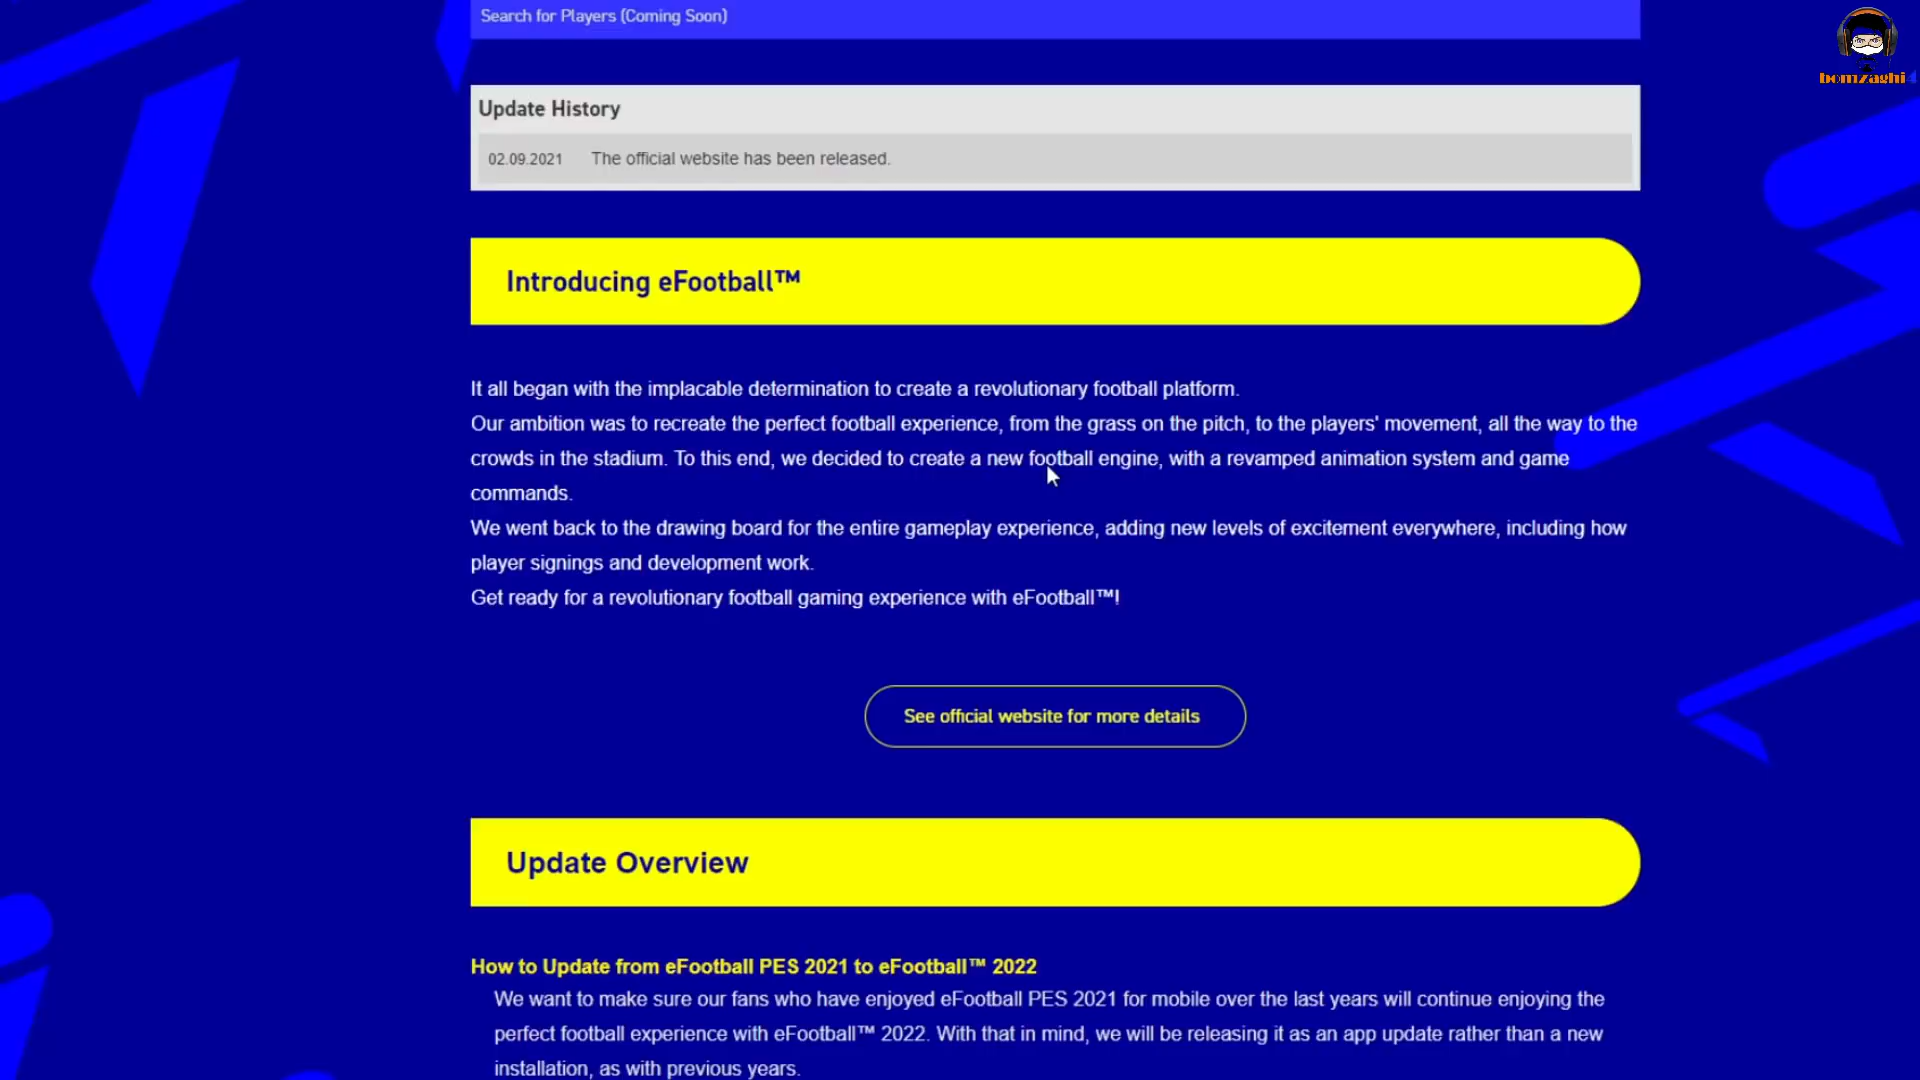 Search for Players (Coming Soon)
bomzaghi
Update History
02.09.2021 The official website has been released.
Introducing eFootball™
It all began with the implacable determination to create a revolutionary football platform.
Our ambition was to recreate the perfect football experience, from the grass on the pitch, to the players' movement, all the way to the
crowds in the stadium. To this end, we decided to create a new football engine, with a revamped animation system and game
commands.
We went back to the drawing board for the entire gameplay experience, adding new levels of excitement everywhere, including how
player signings and development work.
Get ready for a revolutionary football gaming experience with eFootball™!
See official website for more details
Update Overview
How to Update from eFootball PES 2021 to eFootball™ 2022
We want to make sure our fans who have enjoyed eFootball PES 2021 for mobile over the last years will continue enjoying the
perfect football experience with eFootball™ 2022. With that in mind, we will be releasing it as an app update rather than a new
installation, as with previous years.